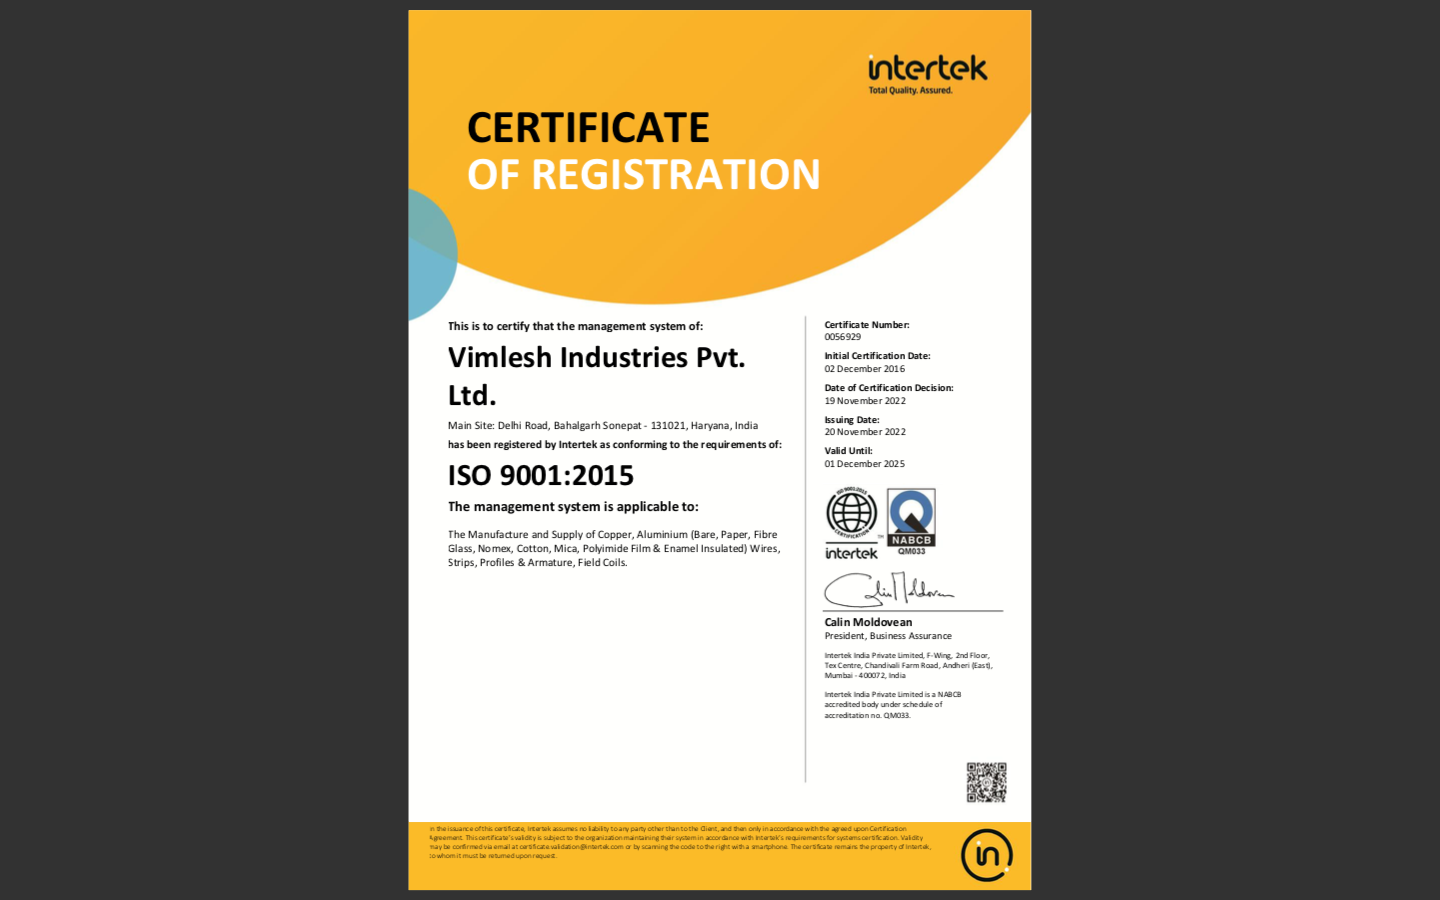 intertek
Total Quality. Assured.
CERTIFICATE
OF REGISTRATION
This is to certify that the management system of:
Vimlesh Industries Pvt.
Ltd.
Main Site: Delhi Road, Bahalgarh Sonepat - 131021, Haryana, India
has been registered by Intertek as conforming to the requirements of:
ISO 9001:2015
The management system is applicable to:
The Manufacture and Supply of Copper, Aluminium (Bare, Paper, Fibre
Glass, Nomex, Cotton, Mica, Polyimide Film & Enamel Insulated) Wires,
Strips, Profiles & Armature, Field Coils.
Certificate Number:
0056929
Initial Certification Date:
02 December 2016
Date of Certification Decision:
19 November 2022
Issuing Date:
20 November 2022
Valid Until:
01 December 2025
ISO 9001:2015
CERTIFICATION
TM
intertek
NABCB
QM033
Calin Moldovean
Calin Moldovean
President, Business Assurance
Intertek India Private Limited, F-Wing, 2nd Floor,
Tex Centre, Chandivali Farm Road, Andheri (East),
Mumbai - 400072, India
Intertek India Private Limited is a NABCB
accredited body under schedule of
accreditation no. QM033.
In the issuance of this certificate, Intertek assumes no liability to any party other than to the Client, and then only in accordance with the agreed upon Certification
Agreement. This certificate's validity is subject to the organization maintaining their system in accordance with Intertek's requirements for systems certification. Validity
may be confirmed via email at certificate.validation@intertek.com or by scanning the code to the right with a smartphone. The certificate remains the property of Intertek,
to whom it must be returned upon request.
in